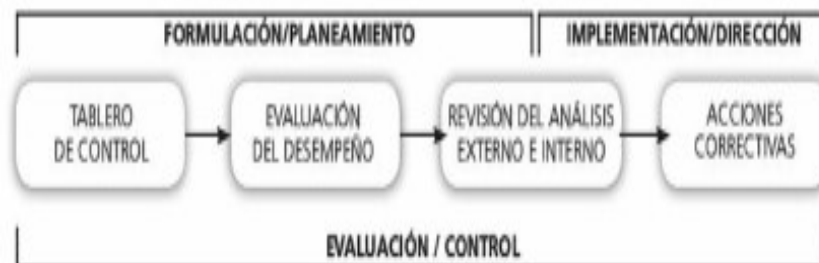 FORMULACIÓN/PLANEAMIENTO
IMPLEMENTACIÓN/DIRECCIÓN
TABLERO
DE CONTROL
EVALUACIÓN
DEL DESEMPEÑO
REVISIÓN DEL ANÁLISIS
EXTERNO E INTERNO
ACCIONES
CORRECTIVAS
EVALUACIÓN / CONTROL